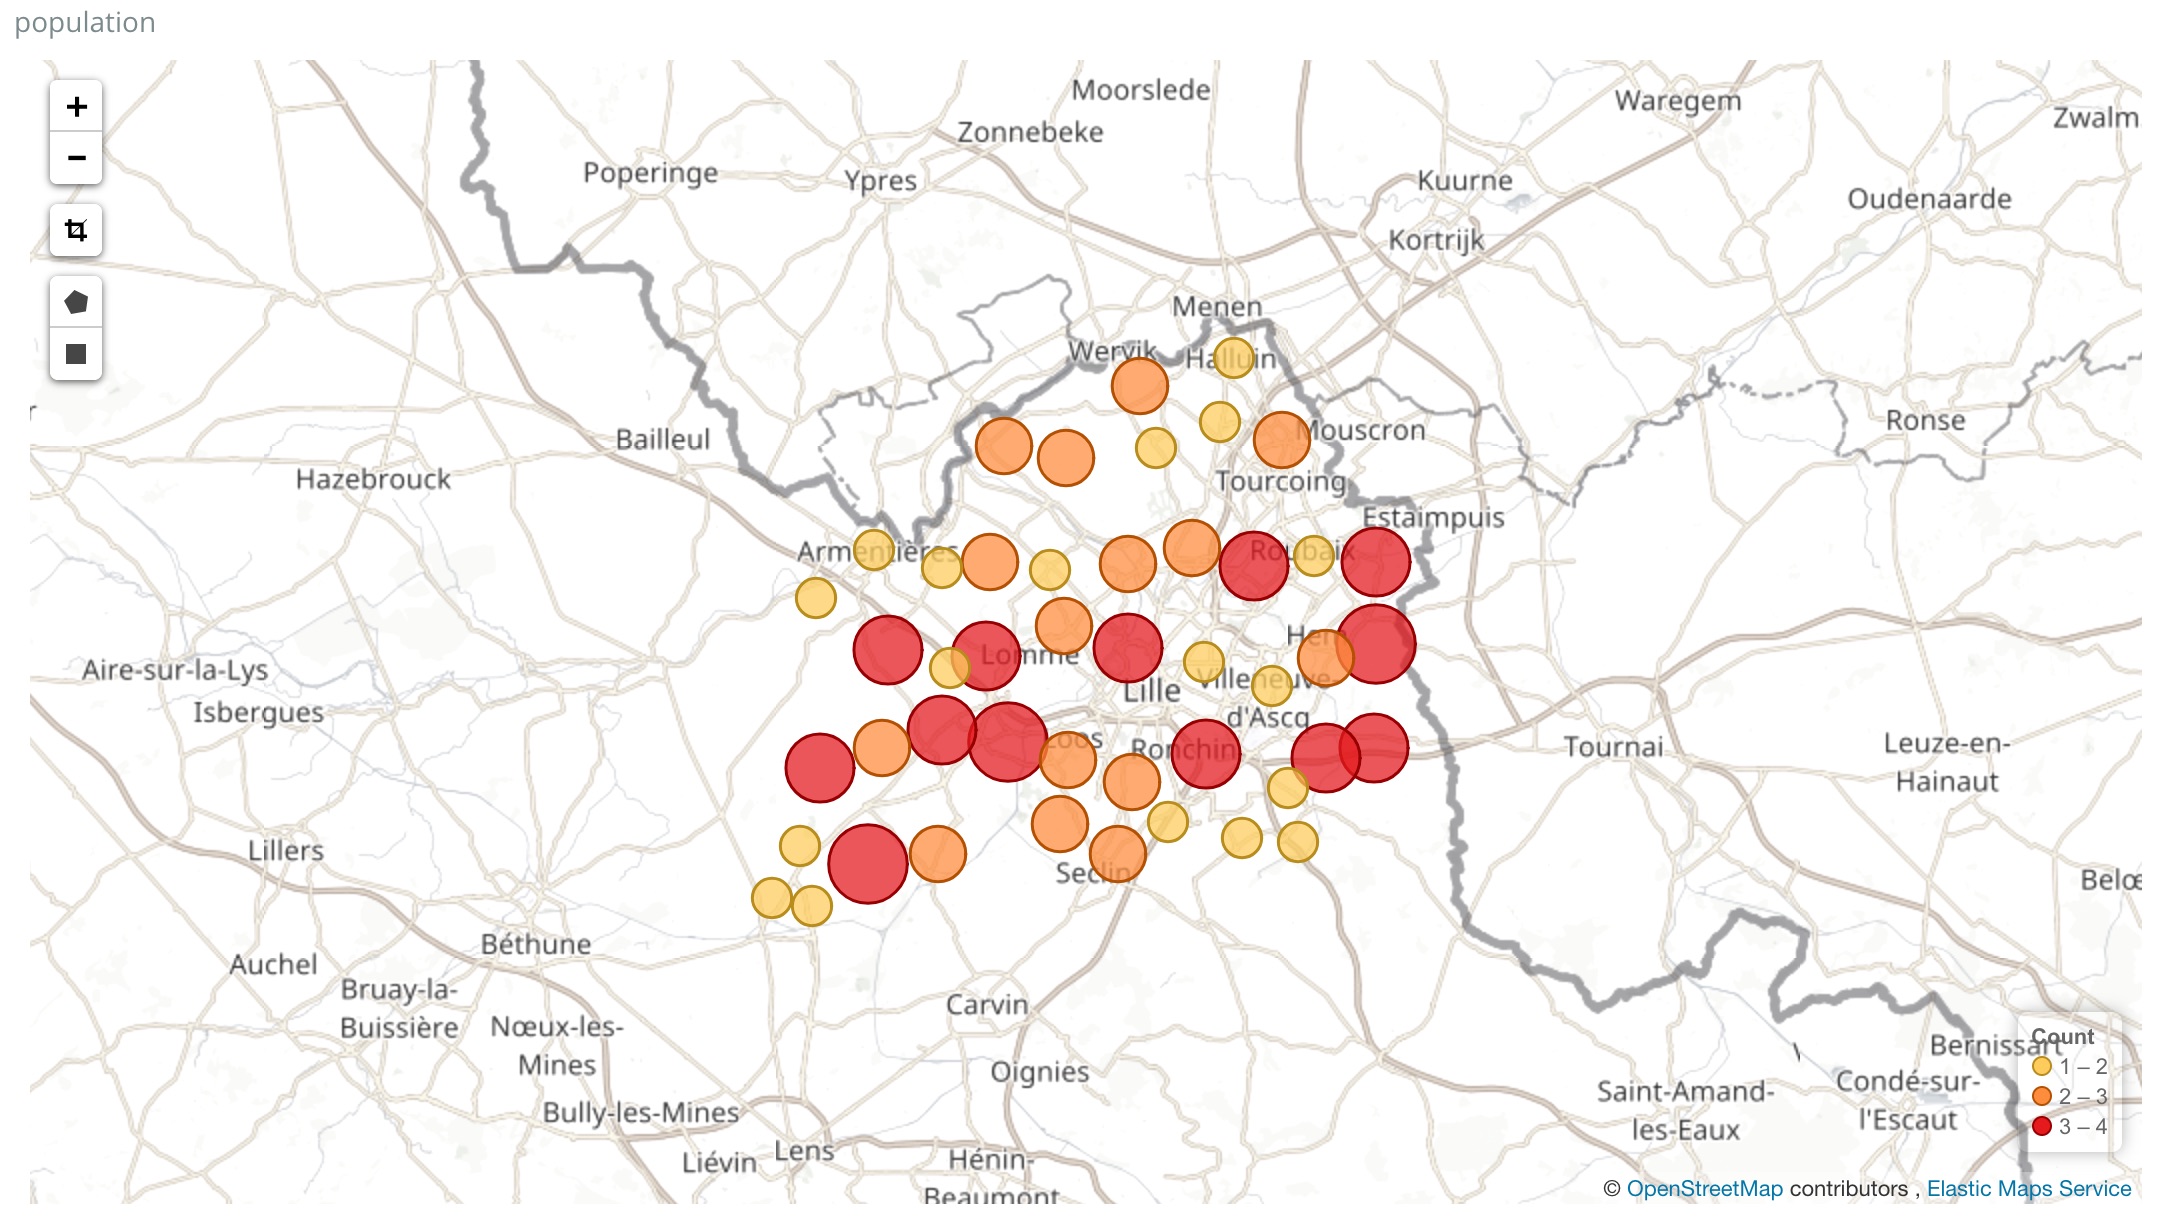 population
+
−
Moorslede
Waregem
Zwalm
Zonnebeke
Poperinge
Ypres
Kuurne
Oudenaarde
Kortrijk
Menen
Wervik
Halluin
r
Ronse
Mouscron
Bailleul
Hazebrouck
Tourcoing
Estaimpuis
Armentières
Roubaix
Hem
Lomme
Aire-sur-la-Lys
Villeneuve-
d'Ascq
Lille
Isbergues
Loos
Ronchin
Tournai
Leuze-en-
Hainaut
Lillers
Seclin
Belœ
Béthune
Auchel
Bruay-la-
Buissière
Carvin
Nœux-les-
Mines
Count
Bernissart
1 – 2
Oignies
2 – 3
Saint-Amand-
les-Eaux
Condé-sur-
l'Escaut
Bully-les-Mines
3 – 4
Lens
Liévin
Hénin-
Beaumont
© OpenStreetMap contributors , Elastic Maps Service